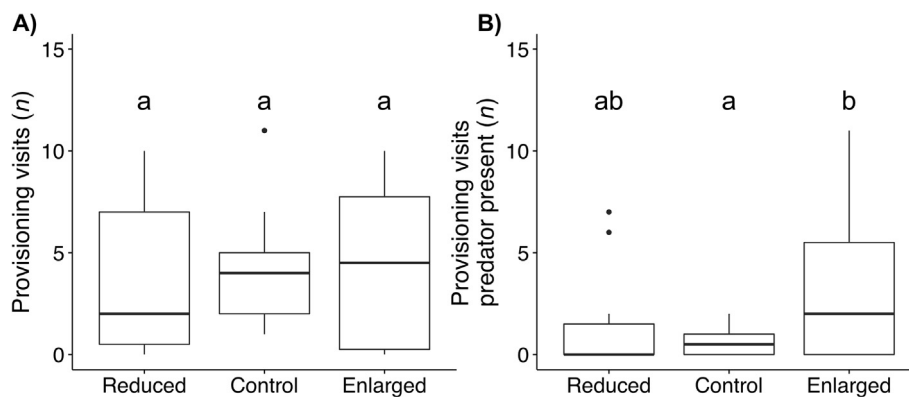 A)
Provisioning visits (n)
15
10
5
0
a a a
Reduced Control Enlarged
B)
Provisioning visits
predator present (n)
15
10
5
0
ab a b
Reduced Control Enlarged